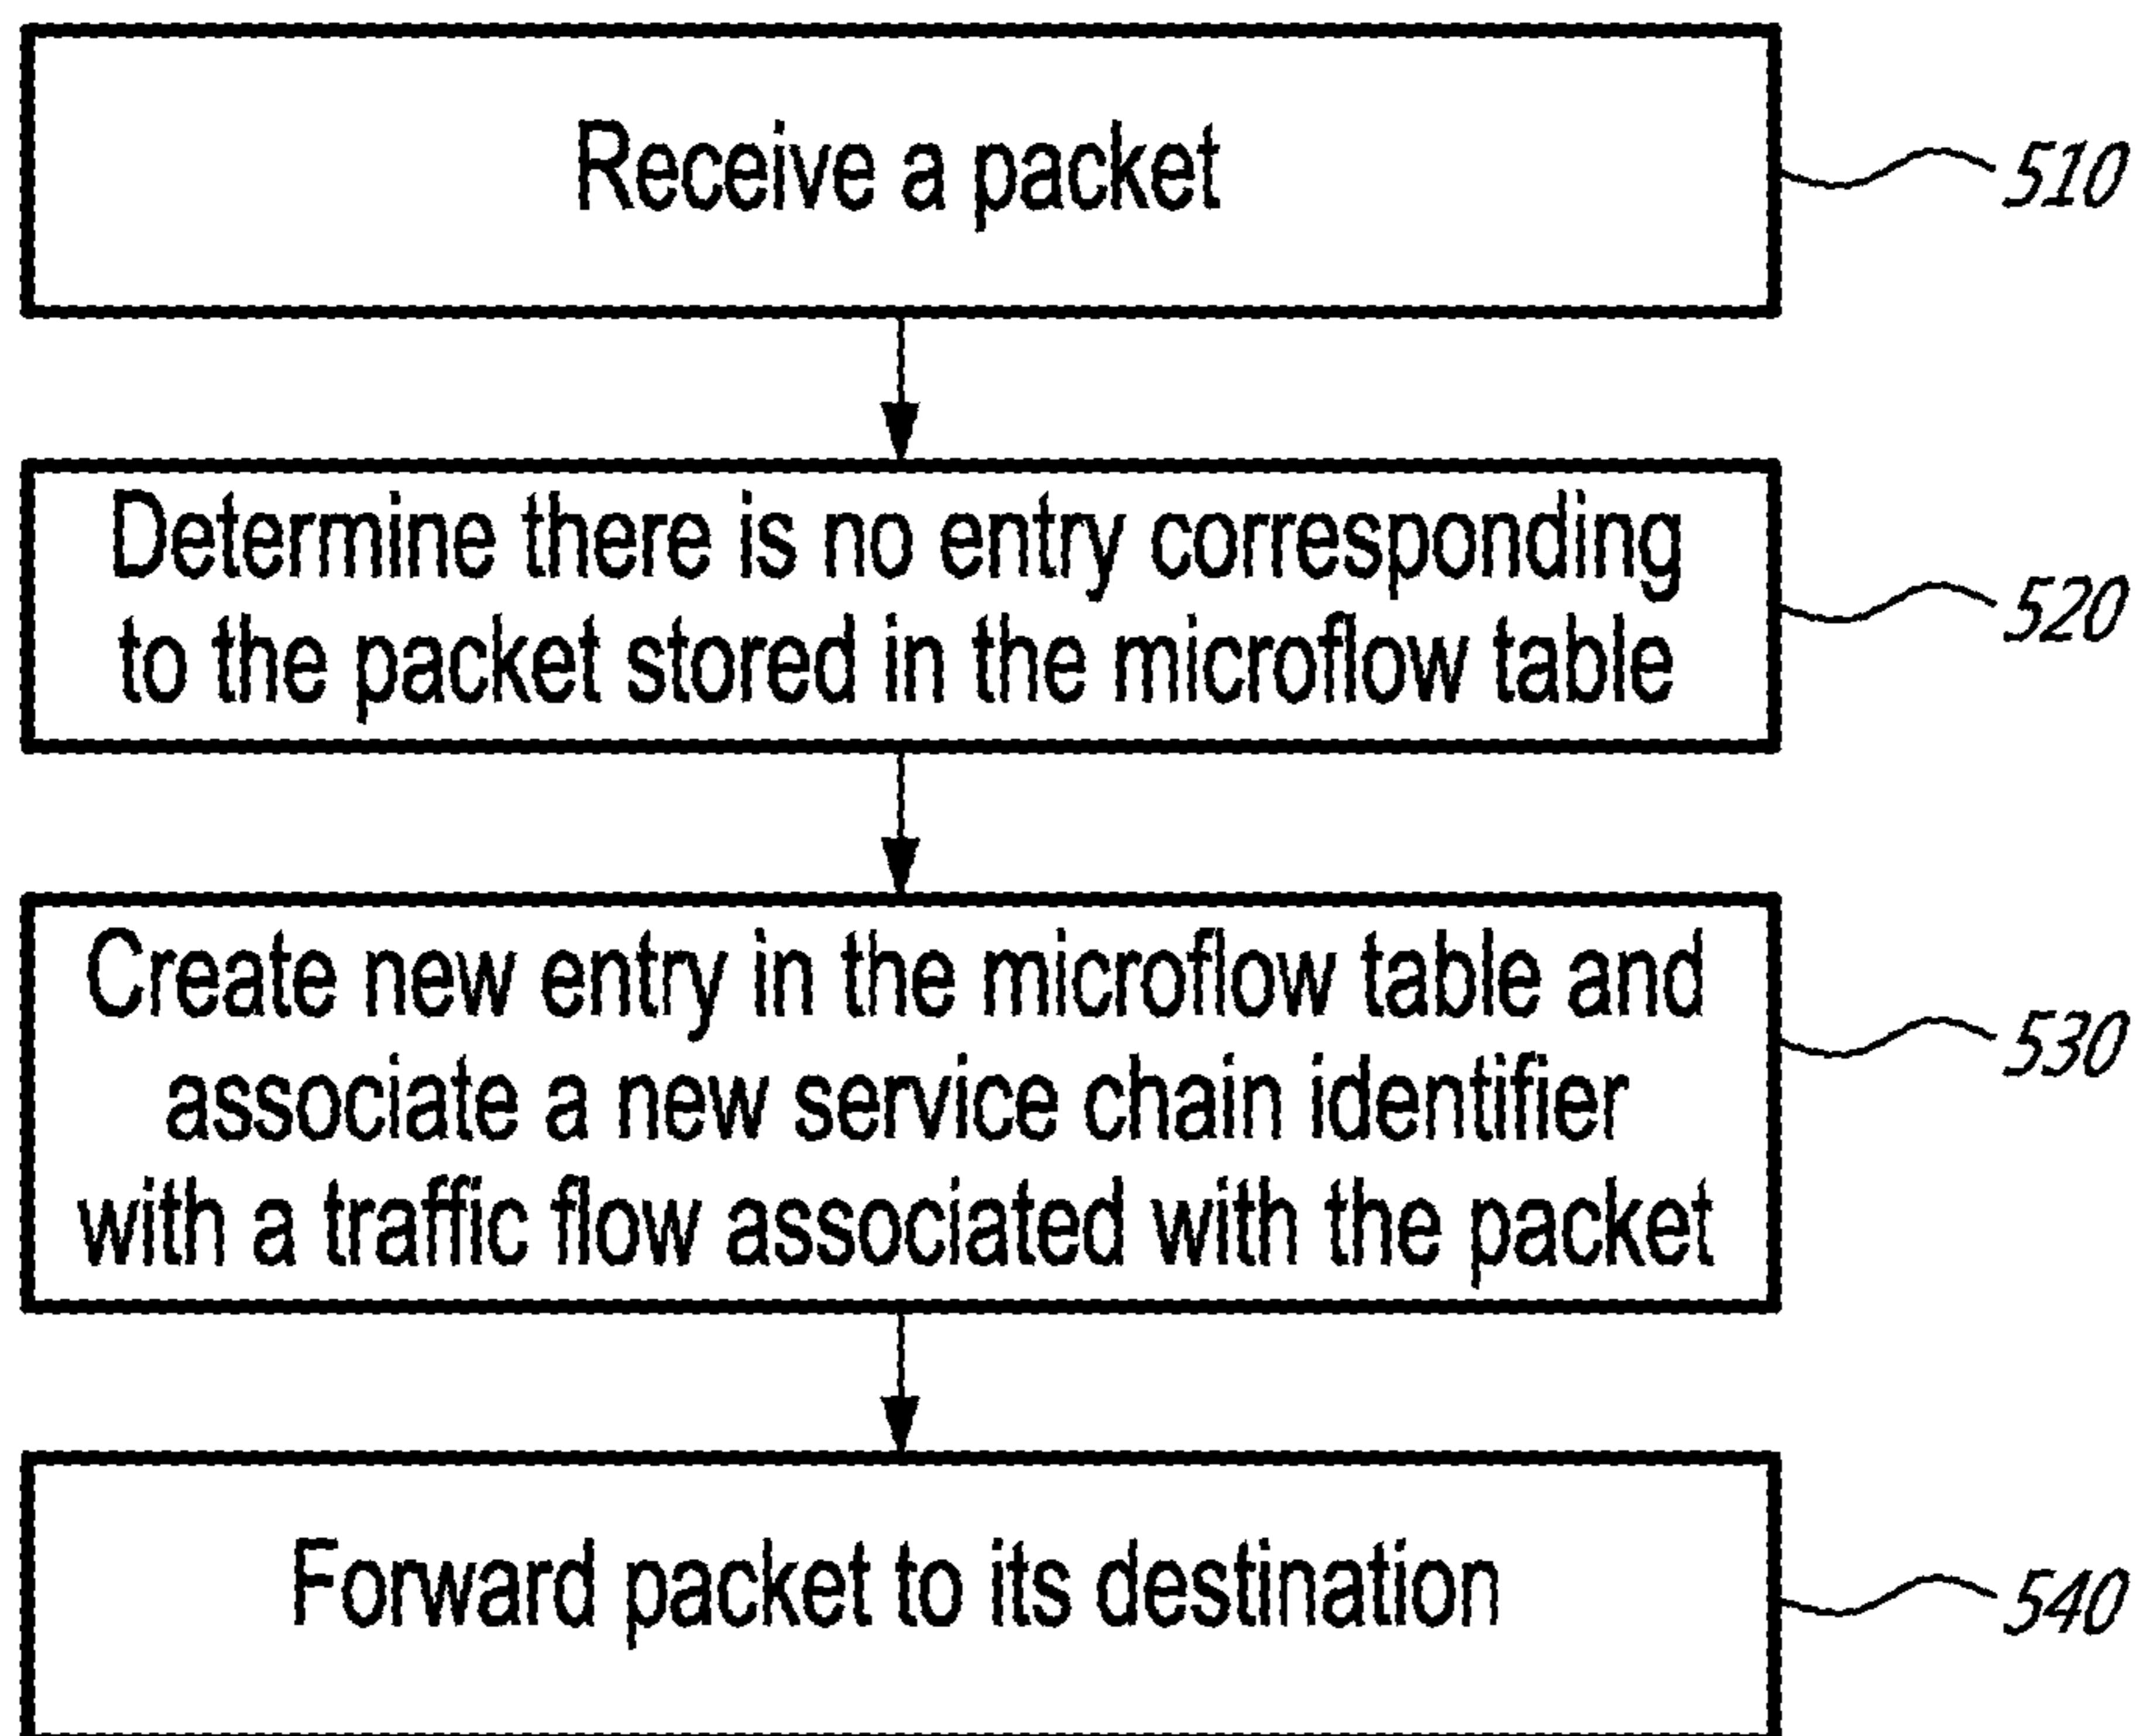 Receive a packet
510
Determine there is no entry corresponding
to the packet stored in the microflow table
520
Create new entry in the microflow table and
associate a new service chain identifier
with a traffic flow associated with the packet
530
Forward packet to its destination
540